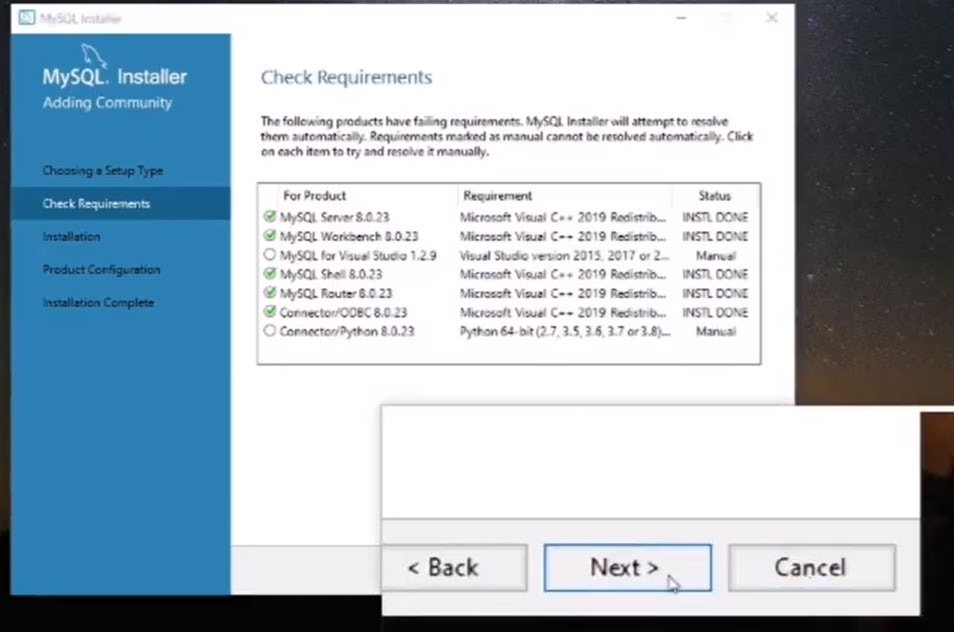 MySQL Installer
MySQL. Installer
Adding Community
Choosing a Setup Type
Check Requirements
Installation
Product Configuration
Installation Complete
Check Requirements
The following products have failing requirements. MySQL Installer will attempt to resolve
them automatically. Requirements marked as manual cannot be resolved automatically. Click
on each item to try and resolve it manually.
For Product Requirement Status
MySQL Server 8.0.23 Microsoft Visual C++ 2019 Redistrib... INSTL DONE
MySQL Workbench 8.0.23 Microsoft Visual C++ 2019 Redistrib... INSTL DONE
MySQL for Visual Studio 1.2.9 Visual Studio version 2015, 2017 or 2... Manual
MySQL Shell 8.0.23 Microsoft Visual C++ 2019 Redistrib... INSTL DONE
MySQL Router 8.0.23 Microsoft Visual C++ 2019 Redistrib... INSTL DONE
Connector/ODBC 8.0.23 Microsoft Visual C++ 2019 Redistrib... INSTL DONE
Connector/Python 8.0.23 Python 64-bit (2.7, 3.5, 3.6, 3.7 or 3.8)... Manual
< Back Next > Cancel